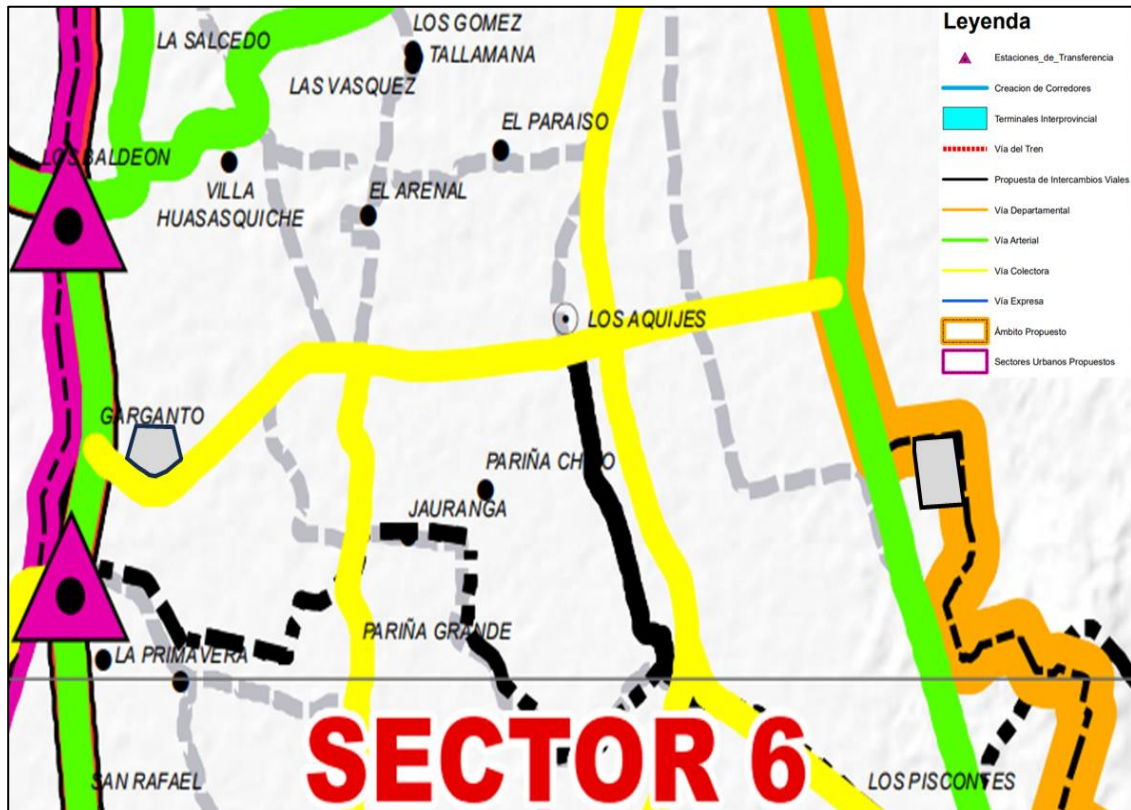 LOS GOMEZ
LA SALCEDO
TALLAMANA
LAS VASQUEZ
EL PARAISO
LOS BALDEON
VILLA
HUASASQUICHE
EL ARENAL
LOS AQUIJES
GARGANTO
PARIÑA CHICO
JAURANGA
PARIÑA GRANDE
LA PRIMAVERA
SECTOR 6
SAN RAFAEL
LOS PISCONTES
Leyenda
Estaciones_de_Transferencia
Creacion de Corredores
Terminales Interprovincial
Vía del Tren
Propuesta de Intercambios Viales
Vía Departamental
Vía Arterial
Vía Colectora
Vía Expresa
Ámbito Propuesto
Sectores Urbanos Propuestos